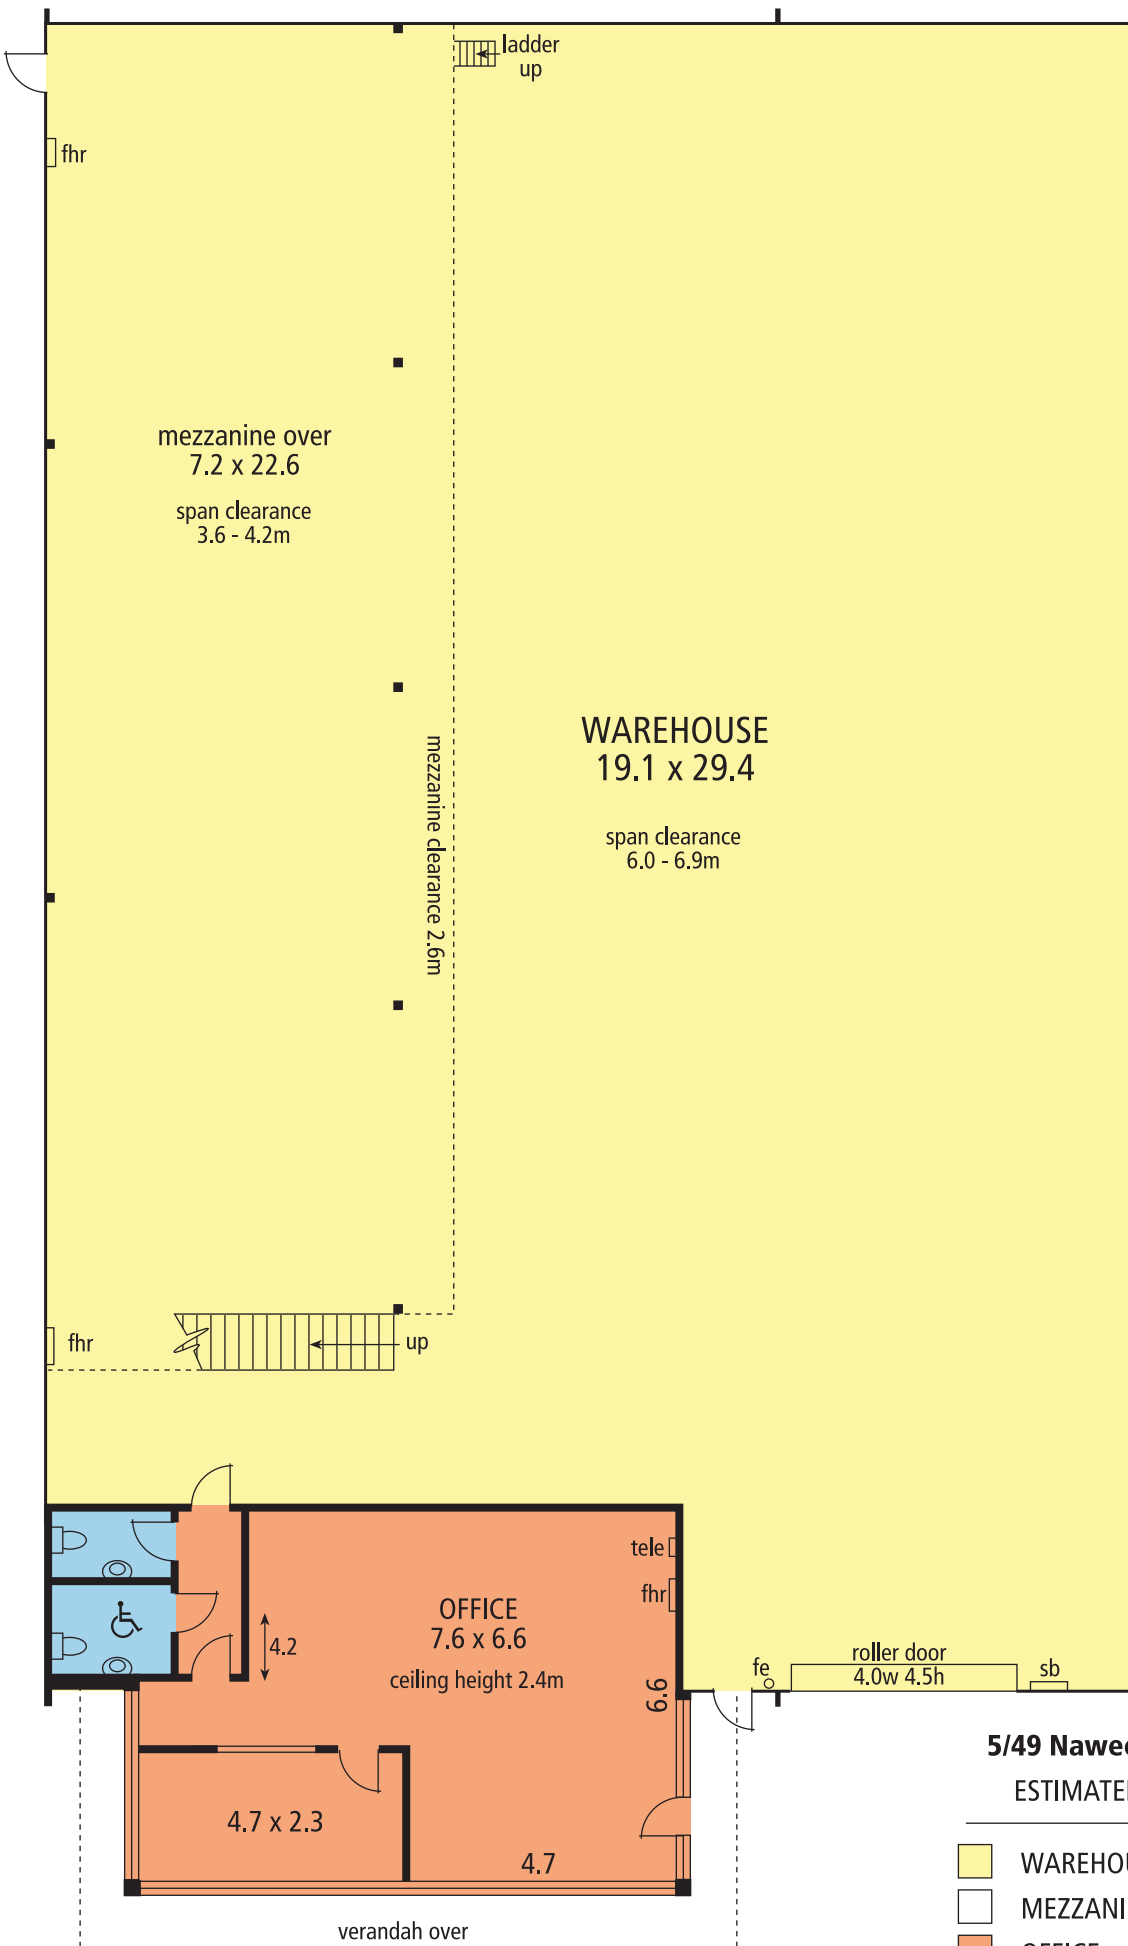 ladder
up
fhr
mezzanine over
7.2 x 22.6
span clearance
3.6 - 4.2m
WAREHOUSE
19.1 x 29.4
span clearance
6.0 - 6.9m
mezzanine clearance 2.6m
fhr
up
tele
fhr
OFFICE
7.6 x 6.6
ceiling height 2.4m
4.2
6.6
4.7 x 2.3
4.7
verandah over
fe
roller door
4.0w 4.5h
sb
5/49